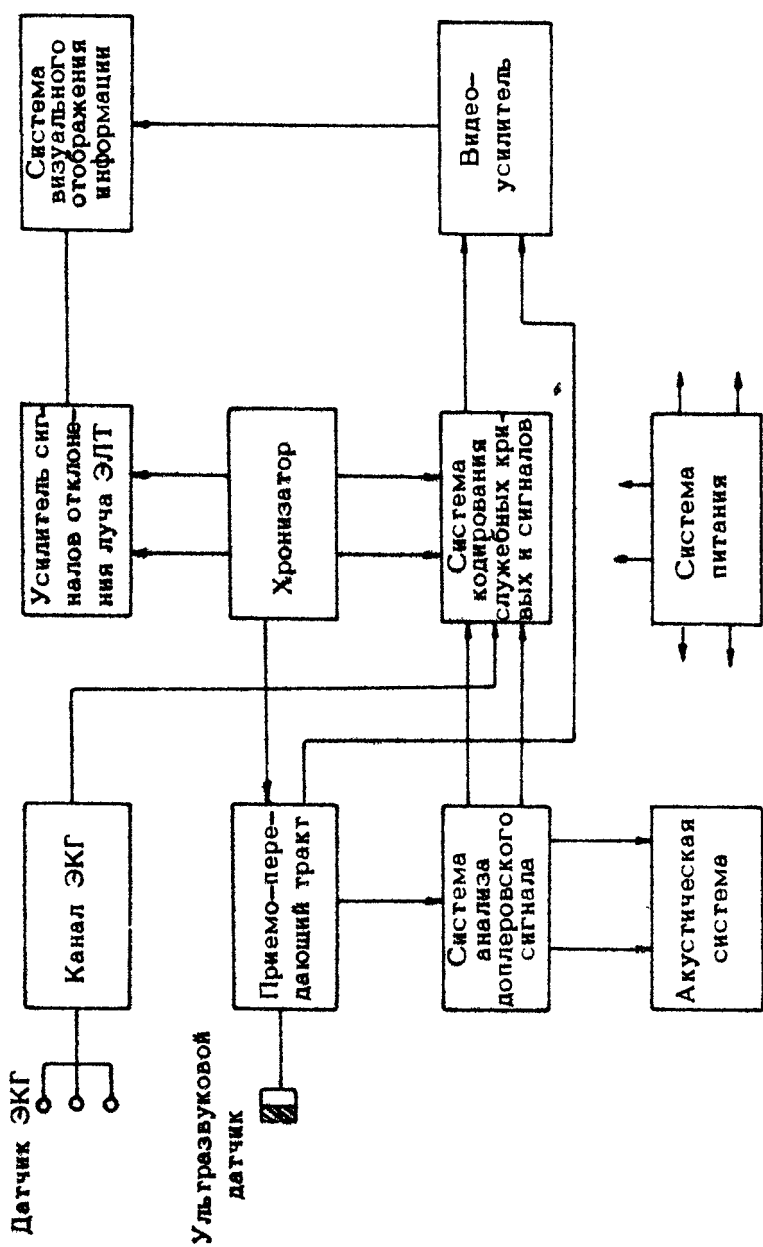 Датчик ЭКГ
Канал ЭКГ
Усилитель сиг-
налов отклоне-
ния луча ЭЛТ
Система
визуального
отображения
информации
Ультразвуковой
датчик
Приемо-пере-
дающий тракт
Хронизатор
Система
анализа
доплеровского
сигнала
Система
кодирования
служебных кри-
вых и сигналов
Видео-
усилитель
Акустическая
система
Система
питания